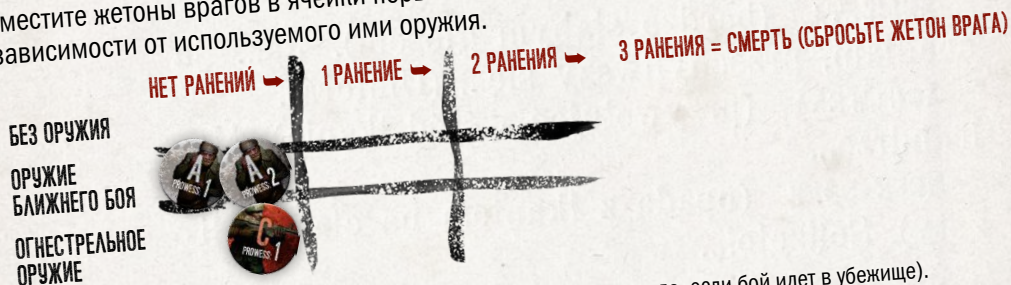 местите жетоны врагов в ячейки
зависимости от используемого ими оружия.
НЕТ РАНЕНИЙ ➥ 1 РАНЕНИЕ ➥ 2 РАНЕНИЯ ➥ 3 РАНЕНИЯ = СМЕРТЬ (СБРОСЬТЕ ЖЕТОН ВРАГА)
БЕЗ ОРУЖИЯ
ОРУЖИЕ
БЛИЖНЕГО БОЯ
A
PROWESS 1
A
PROWESS 2
ОГНЕСТРЕЛЬНОЕ
ОРУЖИЕ
C
PROWESS 1
если бой идет в убежище).